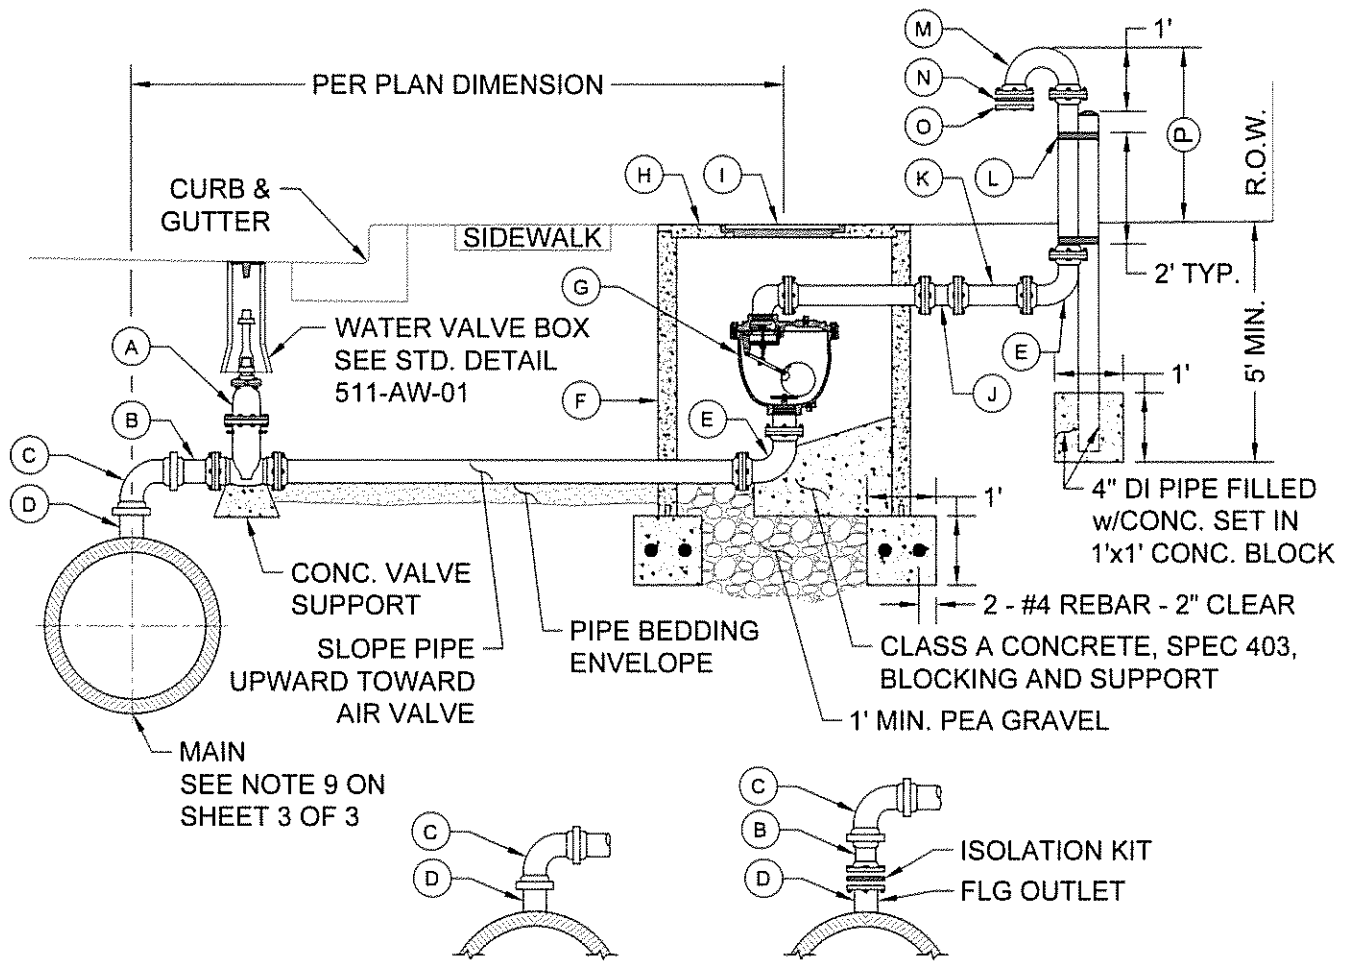 M
1'
N
O
P
R.O.W.
PER PLAN DIMENSION
CURB &
GUTTER
H
I
K
L
SIDEWALK
2' TYP.
G
WATER VALVE BOX
SEE STD. DETAIL
511-AW-01
A
F
J
E
1'
5' MIN.
B
E
C
D
1'
4" DI PIPE FILLED
w/CONC. SET IN
1'x1' CONC. BLOCK
CONC. VALVE
SUPPORT
2 - #4 REBAR - 2" CLEAR
SLOPE PIPE
UPWARD TOWARD
AIR VALVE
PIPE BEDDING
ENVELOPE
CLASS A CONCRETE, SPEC 403,
BLOCKING AND SUPPORT
1' MIN. PEA GRAVEL
MAIN
SEE NOTE 9 ON
SHEET 3 OF 3
C
D
C
B
D
ISOLATION KIT
FLG OUTLET